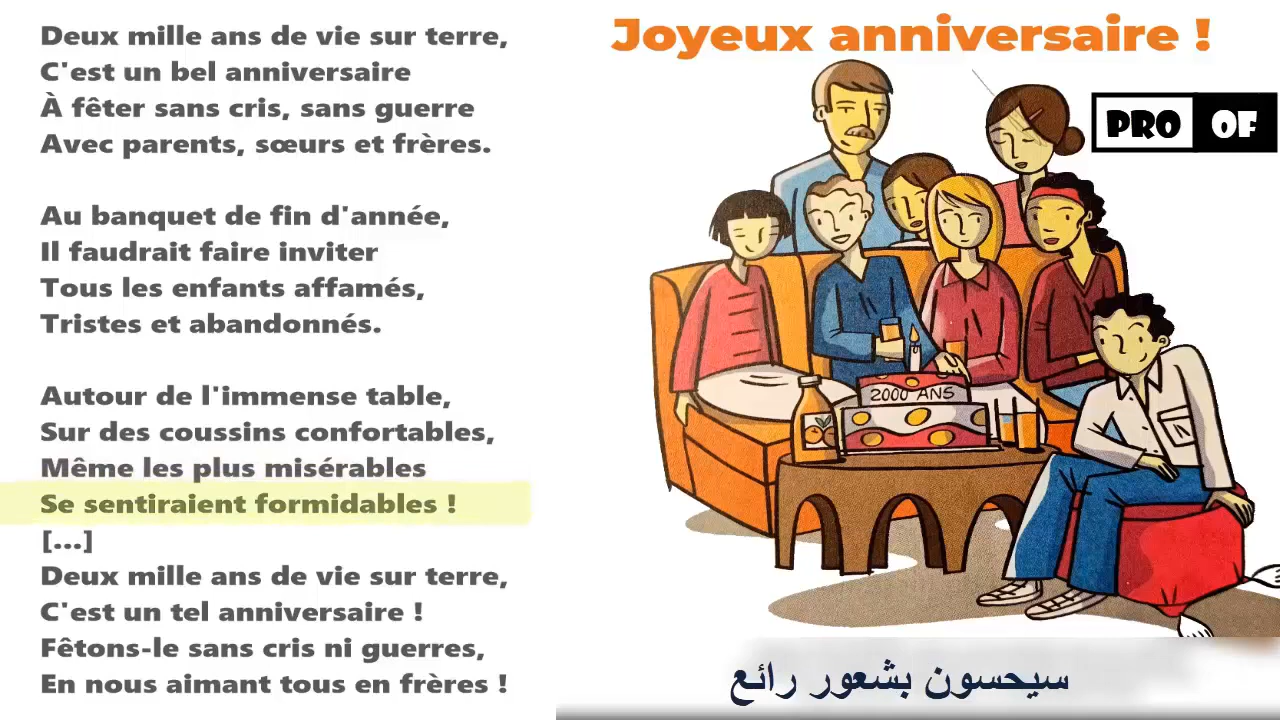 Deux mille ans de vie sur terre,
C'est un bel anniversaire
À fêter sans cris, sans guerre
Avec parents, sœurs et frères.
Au banquet de fin d'année,
Il faudrait faire inviter
Tous les enfants affamés,
Tristes et abandonnés.
Autour de l'immense table,
Sur des coussins confortables,
Même les plus misérables
Se sentiraient formidables !
[...]
Deux mille ans de vie sur terre,
C'est un tel anniversaire !
Fêtons-le sans cris ni guerres,
En nous aimant tous en frères !
Joyeux anniversaire !
PRO OF
2000 ANS
سيحسون بشعور رائع